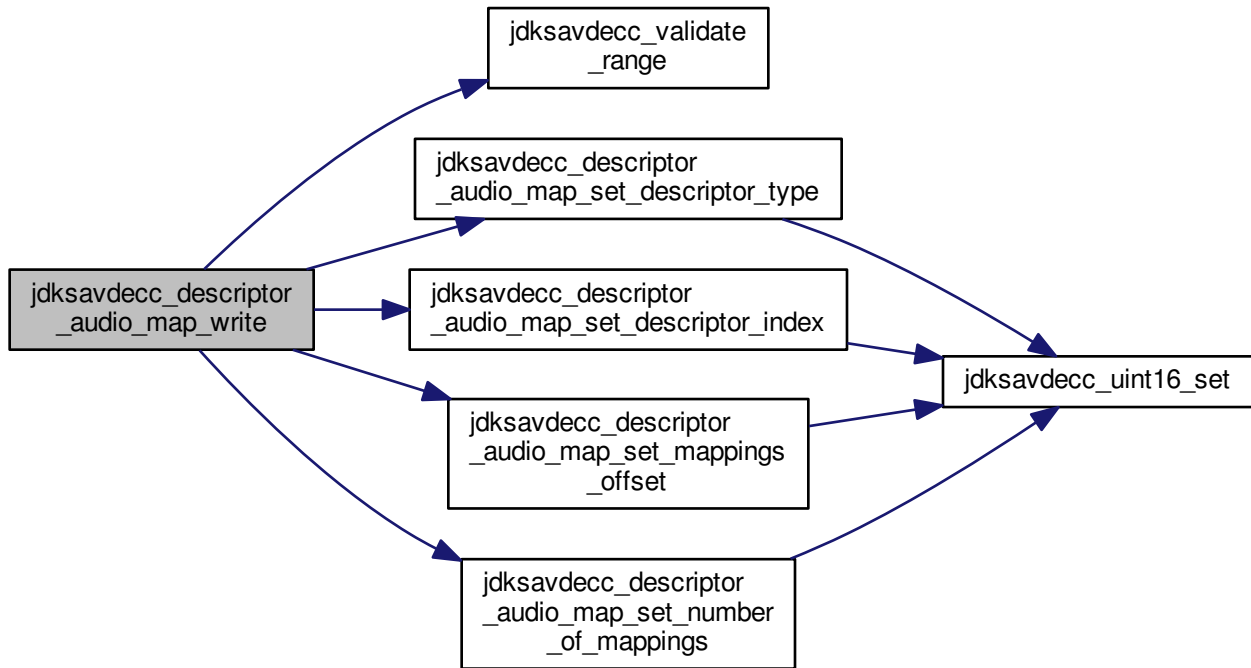 jdksavdecc_validate
_range
jdksavdecc_descriptor
_audio_map_set_descriptor_type
jdksavdecc_descriptor
_audio_map_write
jdksavdecc_descriptor
_audio_map_set_descriptor_index
jdksavdecc_uint16_set
jdksavdecc_descriptor
_audio_map_set_mappings
_offset
jdksavdecc_descriptor
_audio_map_set_number
_of_mappings